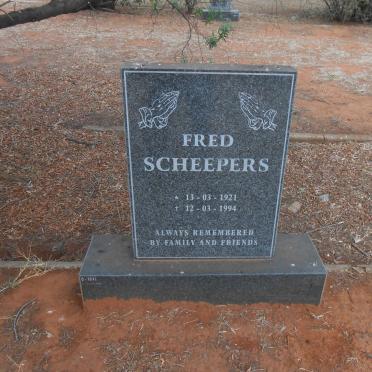 FRED
SCHEEPERS
* 13 - 03 - 1921
† 12 - 03 - 1994
ALWAYS REMEMBERED
BY FAMILY AND FRIENDS